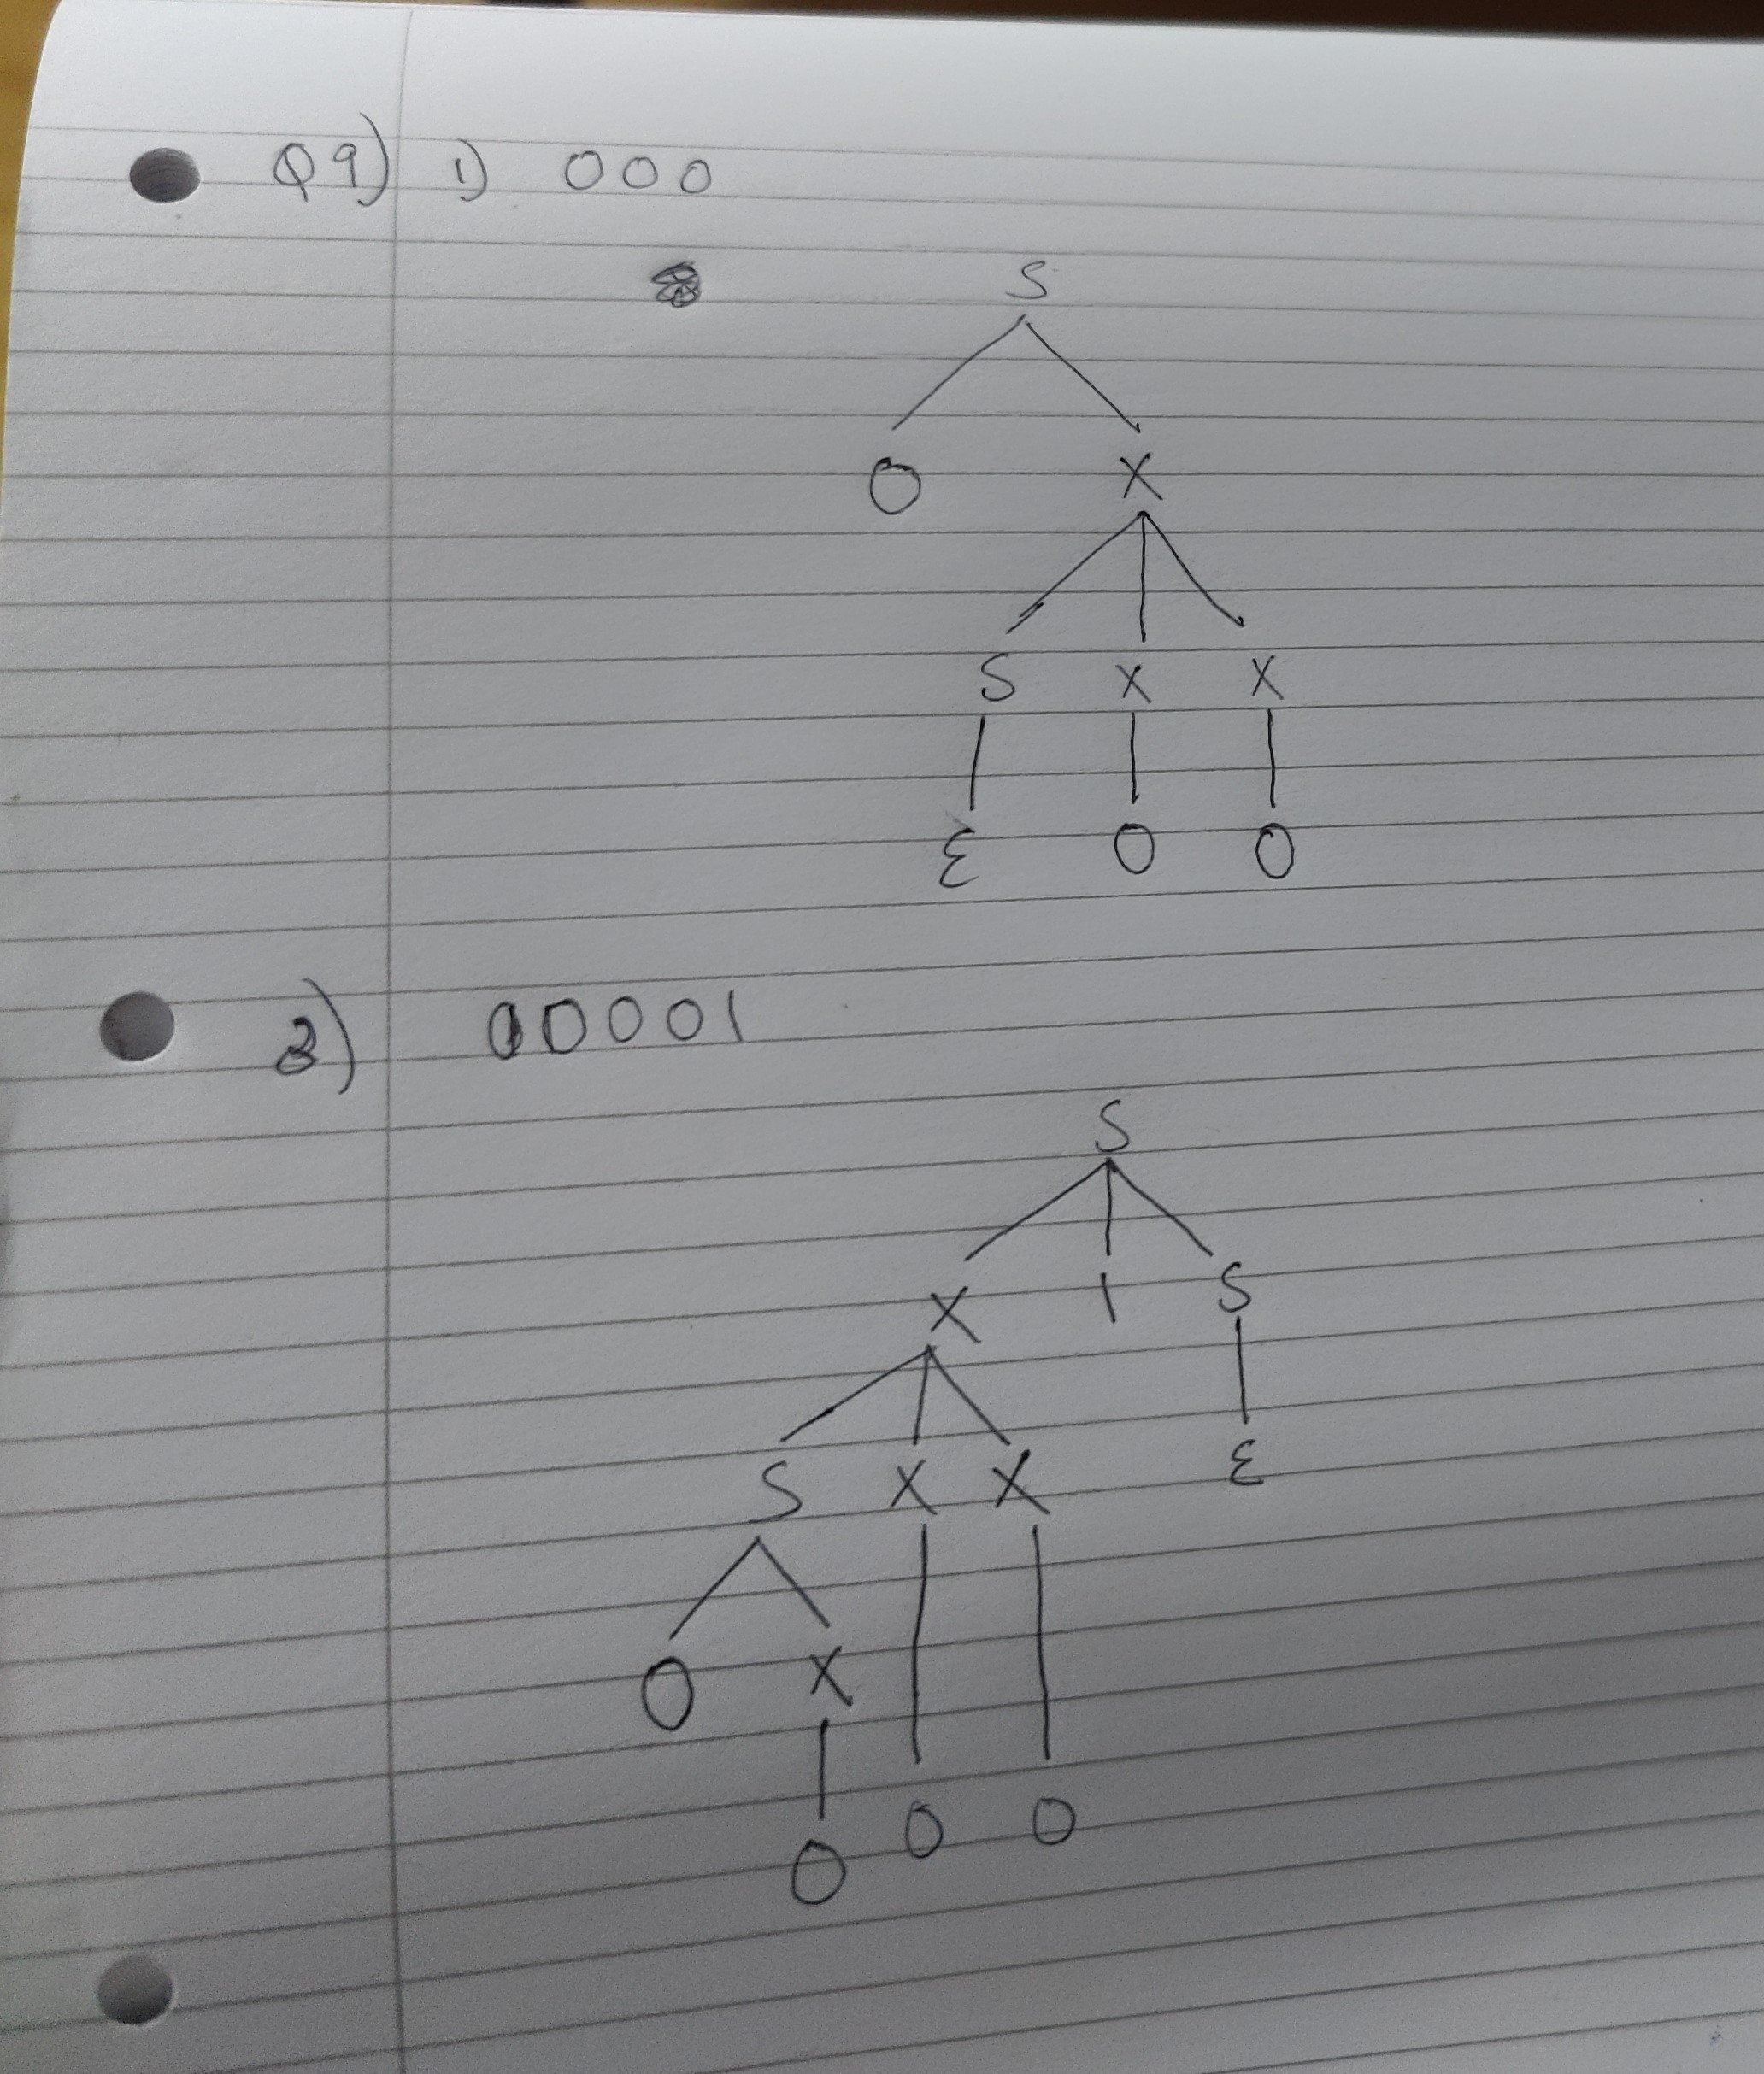 Q9) 1) 000
S
0 X
S X X
ε 0 0
2) 00001
S
X 1 S
S X X ε
0 X
0 0 0